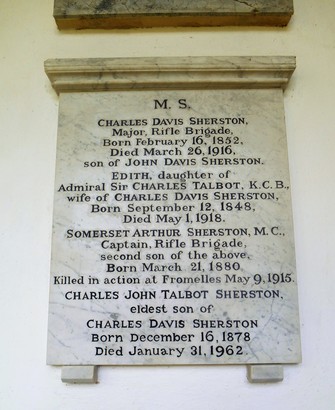 M. S.
CHARLES DAVIS SHERSTON,
Major, Rifle Brigade,
Born February 16, 1852,
Died March 26, 1916,
son of JOHN DAVIS SHERSTON.
EDITH, daughter of
Admiral Sir CHARLES TALBOT, K.C.B.,
wife of CHARLES DAVIS SHERSTON,
Born September 12, 1848,
Died May 1, 1918.
SOMERSET ARTHUR SHERSTON, M.C.,
Captain, Rifle Brigade,
second son of the above,
Born March 21, 1880
Killed in action at Fromelles May 9, 1915.
CHARLES JOHN TALBOT SHERSTON,
eldest son of
CHARLES DAVIS SHERSTON
Born December 16, 1878
Died January 31, 1962.